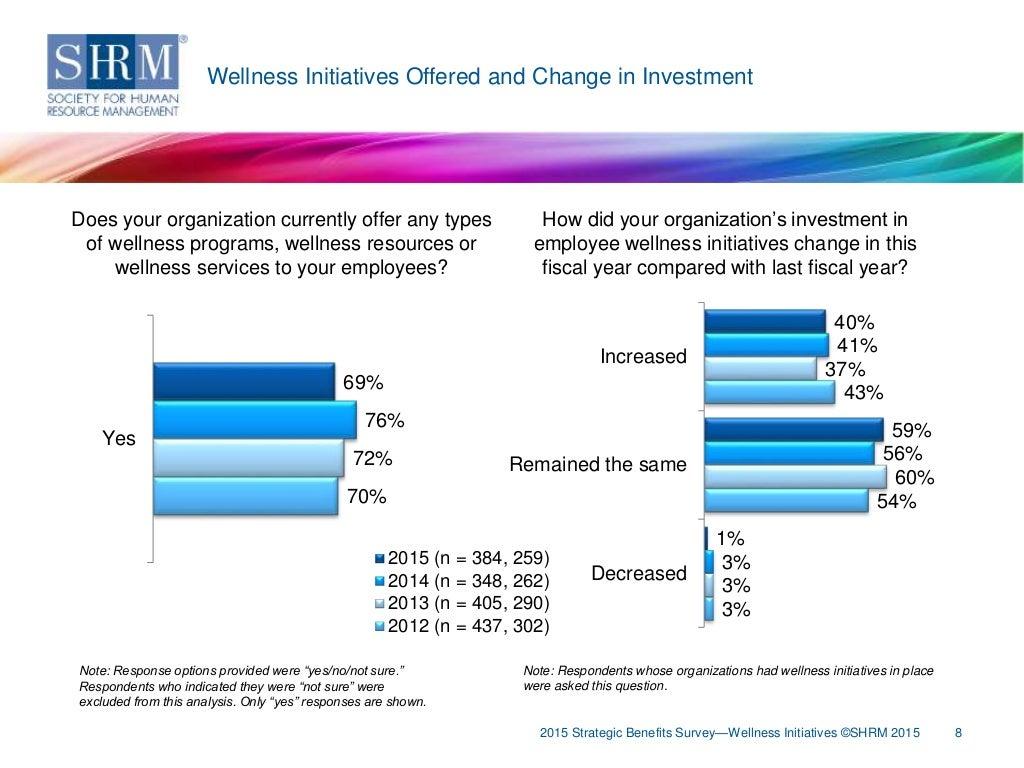 SHRM®
SOCIETY FOR HUMAN
RESOURCE MANAGEMENT
Wellness Initiatives Offered and Change in Investment
Does your organization currently offer any types
of wellness programs, wellness resources or
wellness services to your employees?
Yes
69%
76%
72%
70%
2015 (n = 384, 259)
2014 (n = 348, 262)
2013 (n = 405, 290)
2012 (n = 437, 302)
Note: Response options provided were “yes/no/not sure.”
Respondents who indicated they were “not sure” were
excluded from this analysis. Only “yes” responses are shown.
How did your organization’s investment in
employee wellness initiatives change in this
fiscal year compared with last fiscal year?
Increased
40%
41%
37%
43%
Remained the same
59%
56%
60%
54%
Decreased
1%
3%
3%
3%
Note: Respondents whose organizations had wellness initiatives in place
were asked this question.
2015 Strategic Benefits Survey—Wellness Initiatives ©SHRM 2015 8